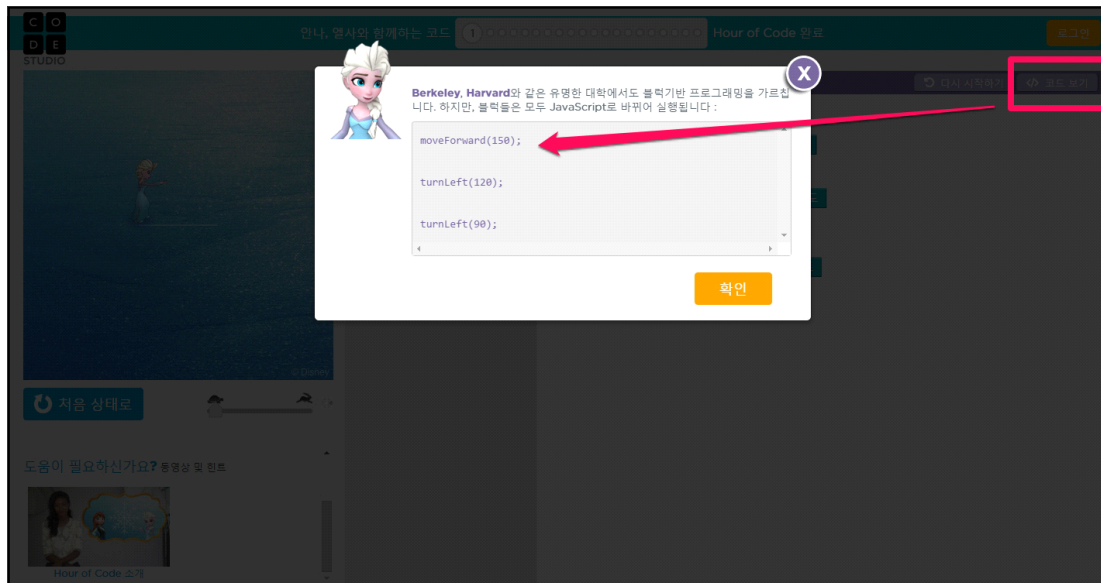 CODE
STUDIO
안나, 엘사와 함께하는 코드 1 Hour of Code 완료
로그인
다시 시작하기
</> 코드 보기
X
Berkeley, Harvard와 같은 유명한 대학에서도 블럭기반 프로그래밍을 가르칩
니다. 하지만, 블럭들은 모두 JavaScript로 바뀌어 실행됩니다 :
moveForward(150);
turnLeft(120);
turnLeft(90);
확인
© Disney
처음 상태로
도움이 필요하신가요? 동영상 및 힌트
Hour of Code 소개